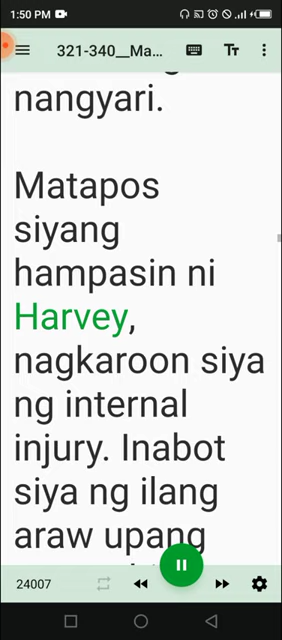 1:50 PM
321-340__Ma...
nangyari.
Matapos
siyang
hampasin ni
Harvey,
nagkaroon siya
ng internal
injury. Inabot
siya ng ilang
araw upang
24007